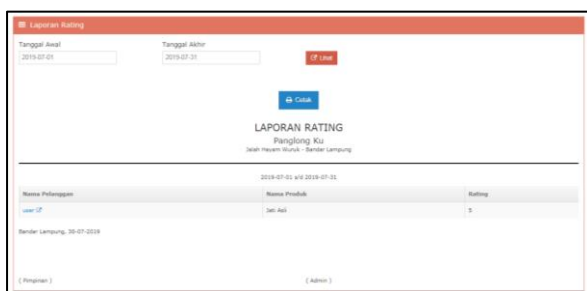 Laporan Rating
Tanggal Awal Tanggal Akhir
2019-07-01 2019-07-31 Lihat
Cetak
LAPORAN RATING
Panglong Ku
Jalan Hayam Wuruk - Bandar Lampung
2019-07-01 s/d 2019-07-31
Nama Pelanggan Nama Produk Rating
user Jati Asli 5
Bandar Lampung, 30-07-2019
( Pimpinan ) ( Admin )